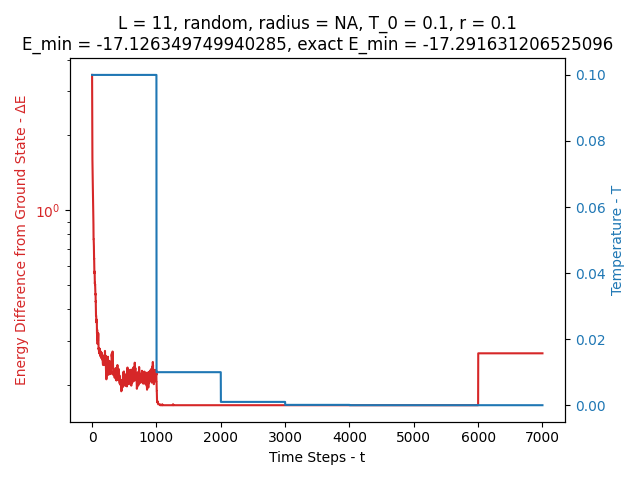 L = 11, random, radius = NA, T_0 = 0.1, r = 0.1
E_min = -17.126349749940285, exact E_min = -17.291631206525096
Energy Difference from Ground State - ΔE
10^0
0.10
0.08
0.06
0.04
0.02
0.00
Temperature - T
0 1000 2000 3000 4000 5000 6000 7000
Time Steps - t